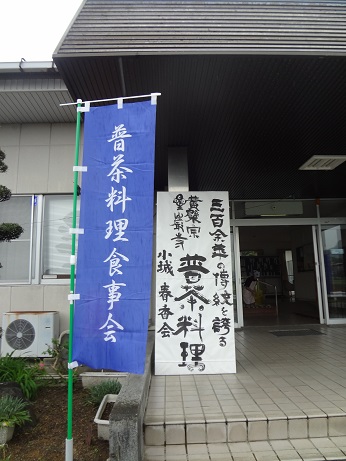 普茶料理食事会
三百余年の伝統を誇る
黄檗宗
星巌寺
普茶料理
小城 春香会